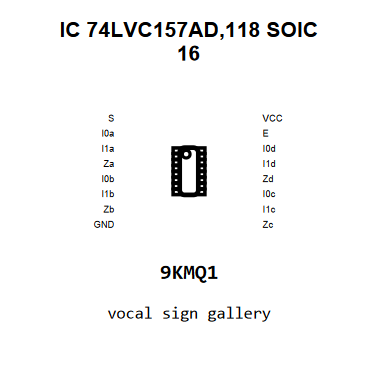 IC 74LVC157AD,118 SOIC
16
S VCC
I0a E
I1a I0d
Za I1d
I0b Zd
I1b I0c
Zb I1c
GND Zc
9KMQ1
vocal sign gallery